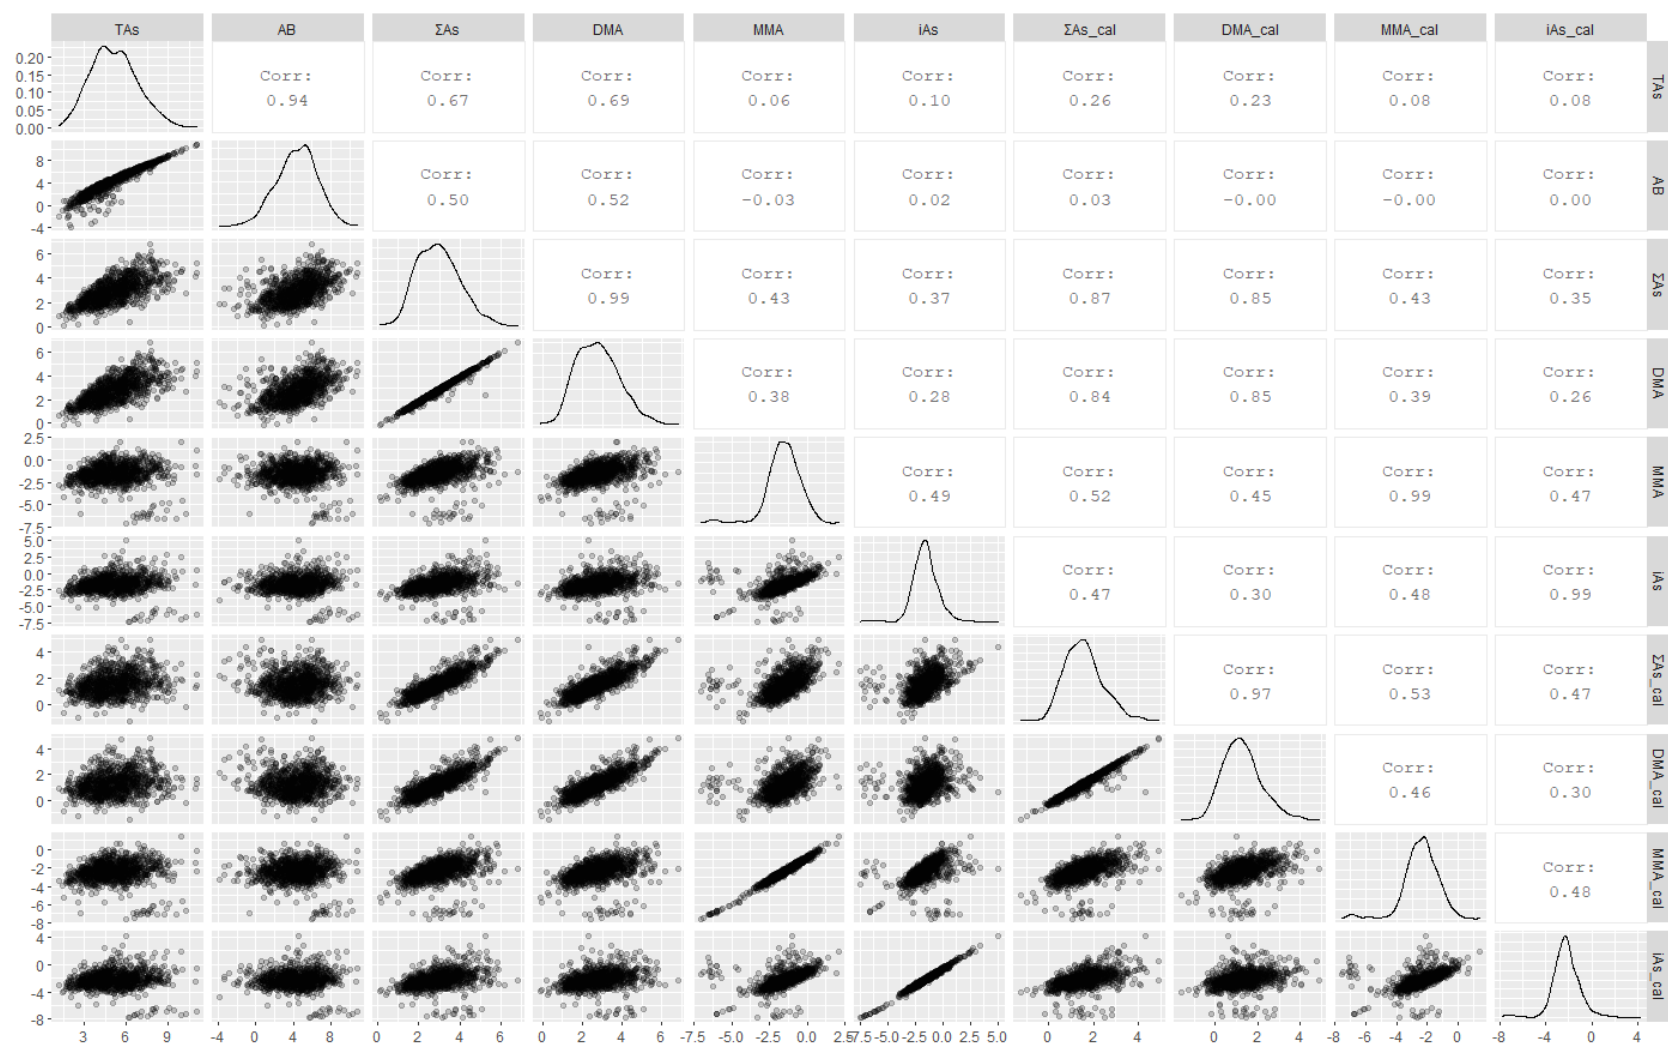 TAs AB ΣAs DMA MMA iAs ΣAs_cal DMA_cal MMA_cal iAs_cal
0.20
0.15
0.10
0.05
0.00
Corr: Corr: Corr: Corr: Corr: Corr: Corr: Corr: Corr:
0.94 0.67 0.69 0.06 0.10 0.26 0.23 0.08 0.08
TAs
8
4
0
-4
Corr: Corr: Corr: Corr: Corr: Corr: Corr: Corr:
0.50 0.52 -0.03 0.02 0.03 -0.00 -0.00 0.00
AB
6
4
2
0
Corr: Corr: Corr: Corr: Corr: Corr: Corr:
0.99 0.43 0.37 0.87 0.85 0.43 0.35
ΣAs
6
4
2
0
Corr: Corr: Corr: Corr: Corr: Corr:
0.38 0.28 0.84 0.85 0.39 0.26
DMA
2.5
0.0
-2.5
-5.0
-7.5
Corr: Corr: Corr: Corr: Corr:
0.49 0.52 0.45 0.99 0.47
MMA
5.0
2.5
0.0
-2.5
-5.0
-7.5
Corr: Corr: Corr: Corr:
0.47 0.30 0.48 0.99
iAs
4
2
0
Corr: Corr: Corr:
0.97 0.53 0.47
ΣAs_cal
4
2
0
Corr: Corr:
0.46 0.30
DMA_cal
0
-2
-4
-6
-8
Corr:
0.48
MMA_cal
4
0
-4
-8
iAs_cal
3 6 9 -4 0 4 8 0 2 4 6 0 2 4 6 -7.5 -5.0 -2.5 0.0 2.5 -7.5 -5.0 -2.5 0.0 2.5 5.0 0 2 4 0 2 4 -8 -6 -4 -2 0 -8 -4 0 4